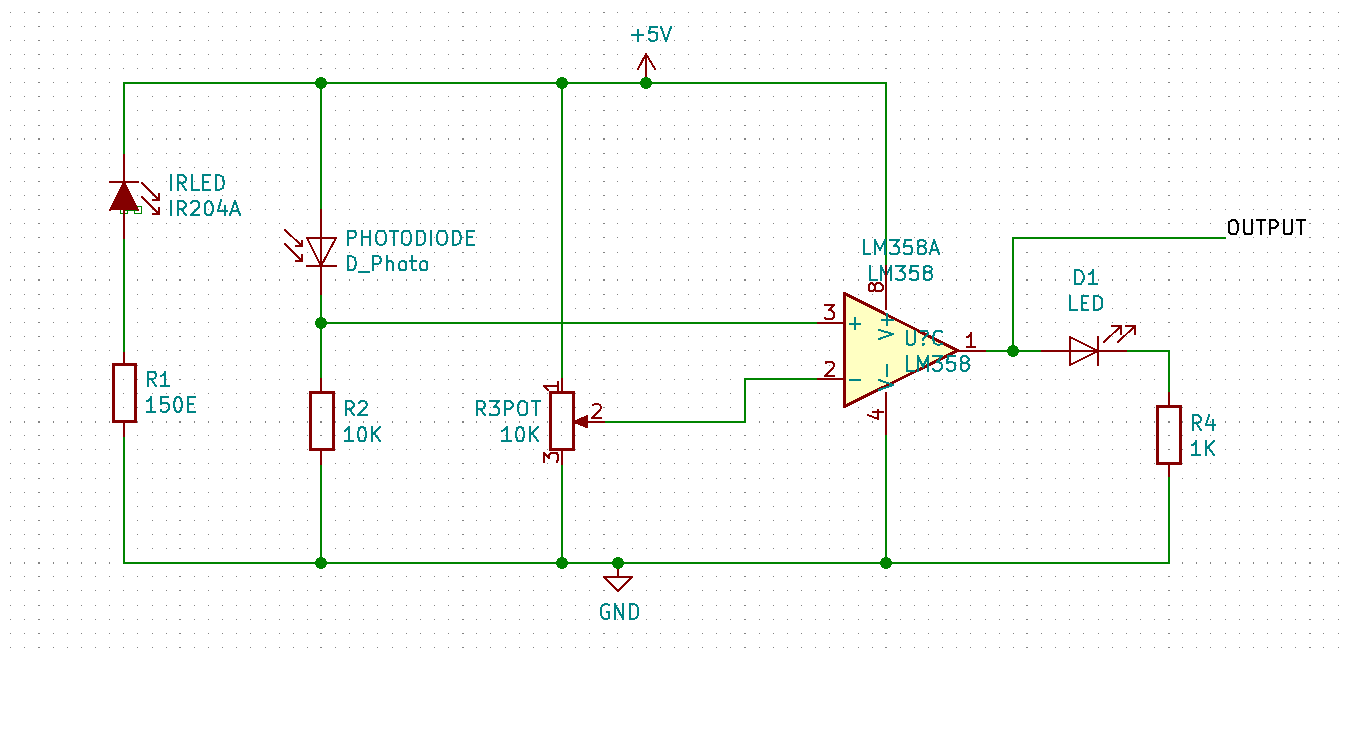 +5V
IRLED
IR204A
PHOTODIODE
D_Photo
LM358A
LM358
OUTPUT
D1
LED
8
3
+
V+
U?C
LM358
1
2
−
V−
4
R1
150E
R2
10K
R3POT
10K
1
2
3
R4
1K
GND